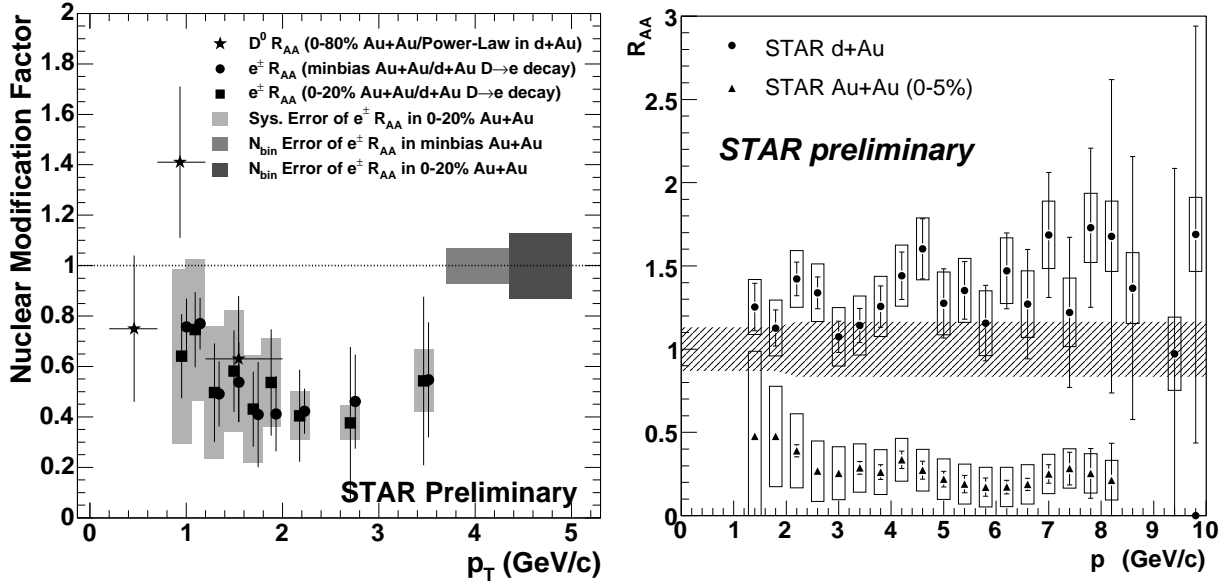 Nuclear Modification Factor
2
1.8
1.6
1.4
1.2
1
0.8
0.6
0.4
0.2
0
D⁰ R_AA (0-80% Au+Au/Power-Law in d+Au)
e± R_AA (minbias Au+Au/d+Au D→e decay)
e± R_AA (0-20% Au+Au/d+Au D→e decay)
Sys. Error of e± R_AA in 0-20% Au+Au
N_bin Error of e± R_AA in minbias Au+Au
N_bin Error of e± R_AA in 0-20% Au+Au
STAR Preliminary
0 1 2 3 4 5
p_T (GeV/c)
R_AA
3
2.5
2
1.5
1
0.5
0
STAR d+Au
STAR Au+Au (0-5%)
STAR preliminary
0 1 2 3 4 5 6 7 8 9 10
p (GeV/c)